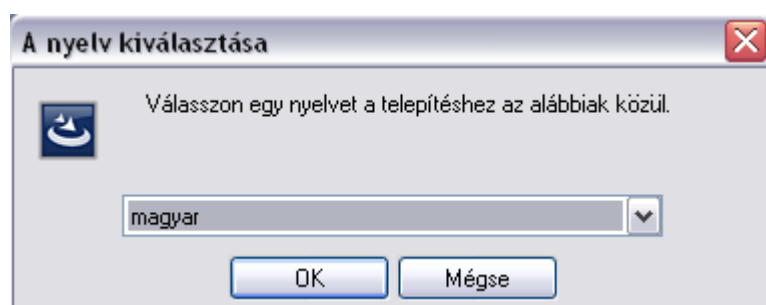 A nyelv kiválasztása
Válasszon egy nyelvet a telepítéshez az alábbiak közül.
magyar
OK
Mégse